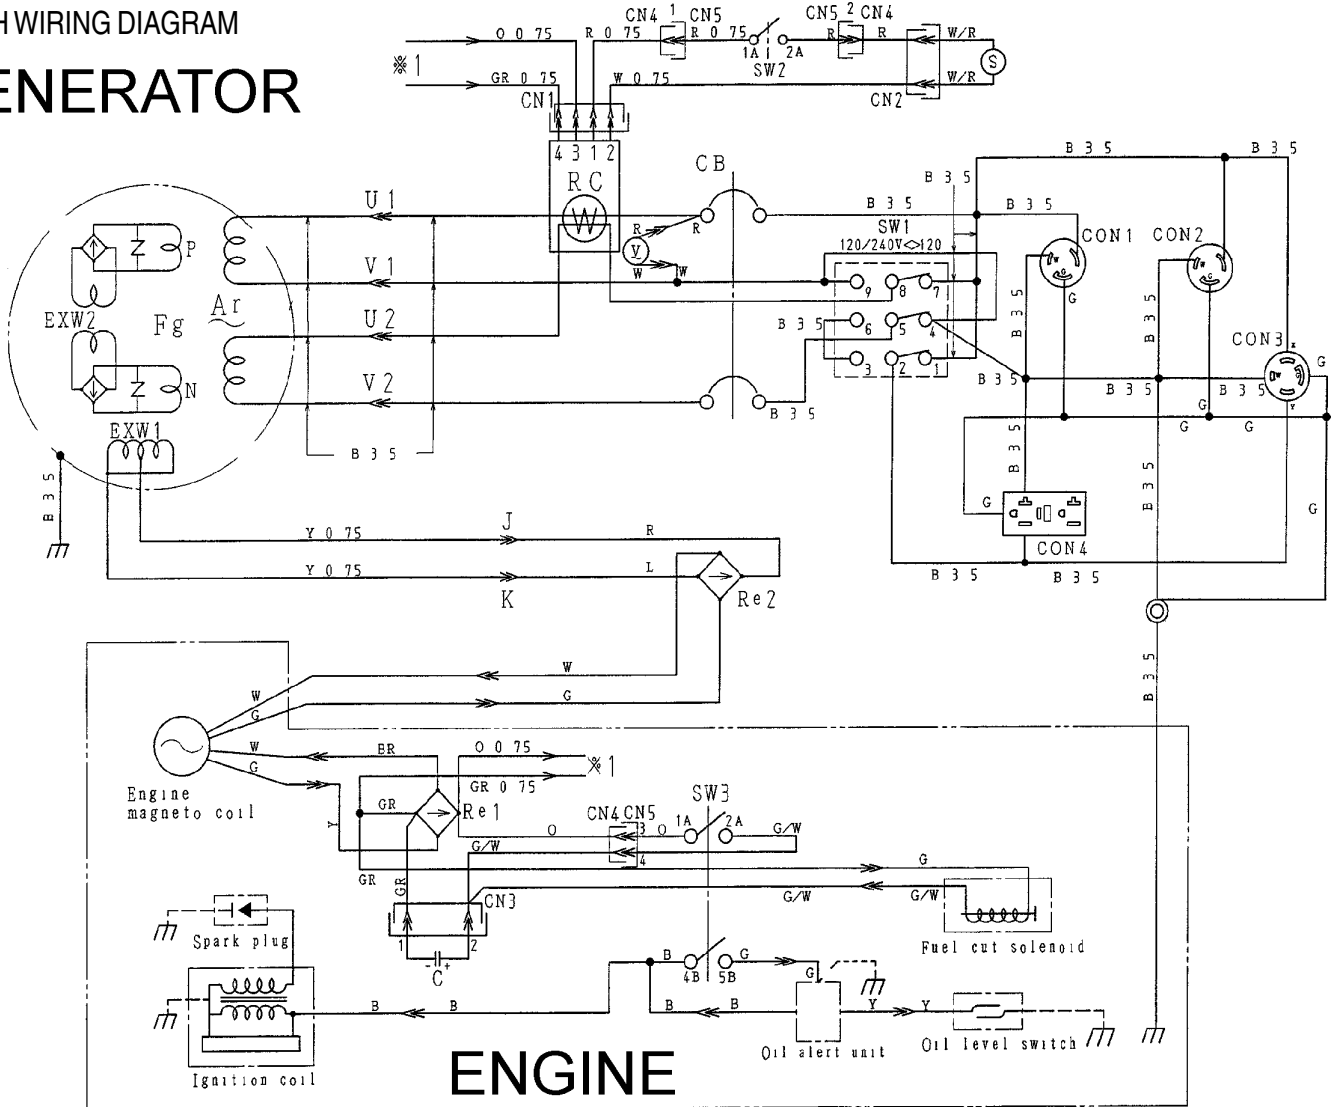 H WIRING DIAGRAM
ENERATOR
CN4 1 CN5
CN5 2 CN4
O 0 75
R 0 75
R 0 75
1A 2A
SW2
R
R
W/R
S
※1
GR 0 75
W 0 75
W/R
CN1
CN2
4 3 1 2
RC
W
CB
B 3 5
B 3 5
B 3 5
U1
R
R
V
W
W
B 3 5
SW1
120/240V<>120
B 3 5
CON1
CON2
W
G
W
G
P
EXW2
Fg
Ar
V1
9 8 7
G
B 3 5
B 3 5
U2
B 3 5
6 5 4
CON3
X
W
G
Y
G
N
V2
3 2 1
B 3 5
B 3 5
B 3 5
B 3 5
G
G
G
EXW1
B 3 5
B 3 5
B 3 5
B 3 5
G
G
CON4
B 3 5
B 3 5
Y 0 75
J
R
Y 0 75
K
L
Re2
W
G
B 3 5
W
G
W
G
Engine
magneto coil
BR
O 0 75
※1
GR 0 75
GR
Re1
Y
SW3
CN4 CN5
O
3
O
1A 2A
G/W
G/W
4
GR
GR
G
G/W
G/W
CN3
1 2
- +
C
Fuel cut solenoid
Spark plug
B
4B 5B
G
G
B
B
B
B
Y
Y
Oil alert unit
Oil level switch
Ignition coil
ENGINE